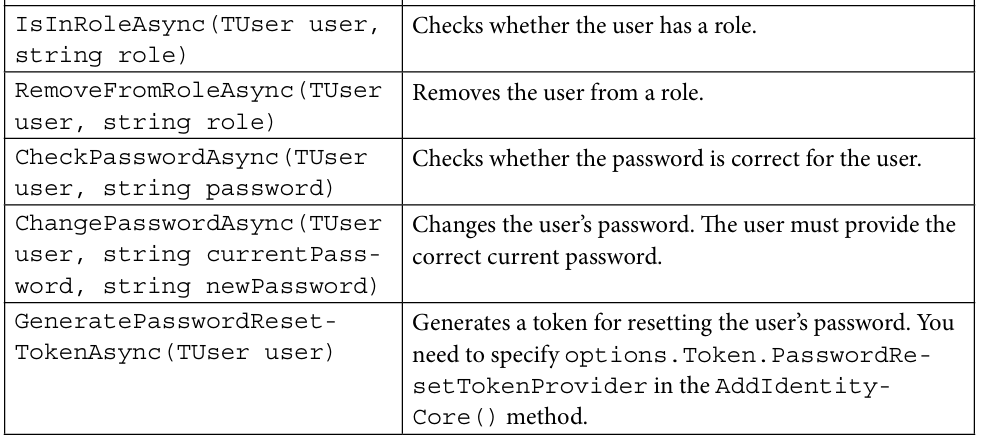 IsInRoleAsync(TUser user,
string role)
Checks whether the user has a role.
RemoveFromRoleAsync(TUser
user, string role)
Removes the user from a role.
CheckPasswordAsync(TUser
user, string password)
Checks whether the password is correct for the user.
ChangePasswordAsync(TUser
user, string currentPass-
word, string newPassword)
Changes the user’s password. The user must provide the
correct current password.
GeneratePasswordReset-
TokenAsync(TUser user)
Generates a token for resetting the user’s password. You
need to specify options.Token.PasswordRe-
setTokenProvider in the AddIdentity-
Core() method.